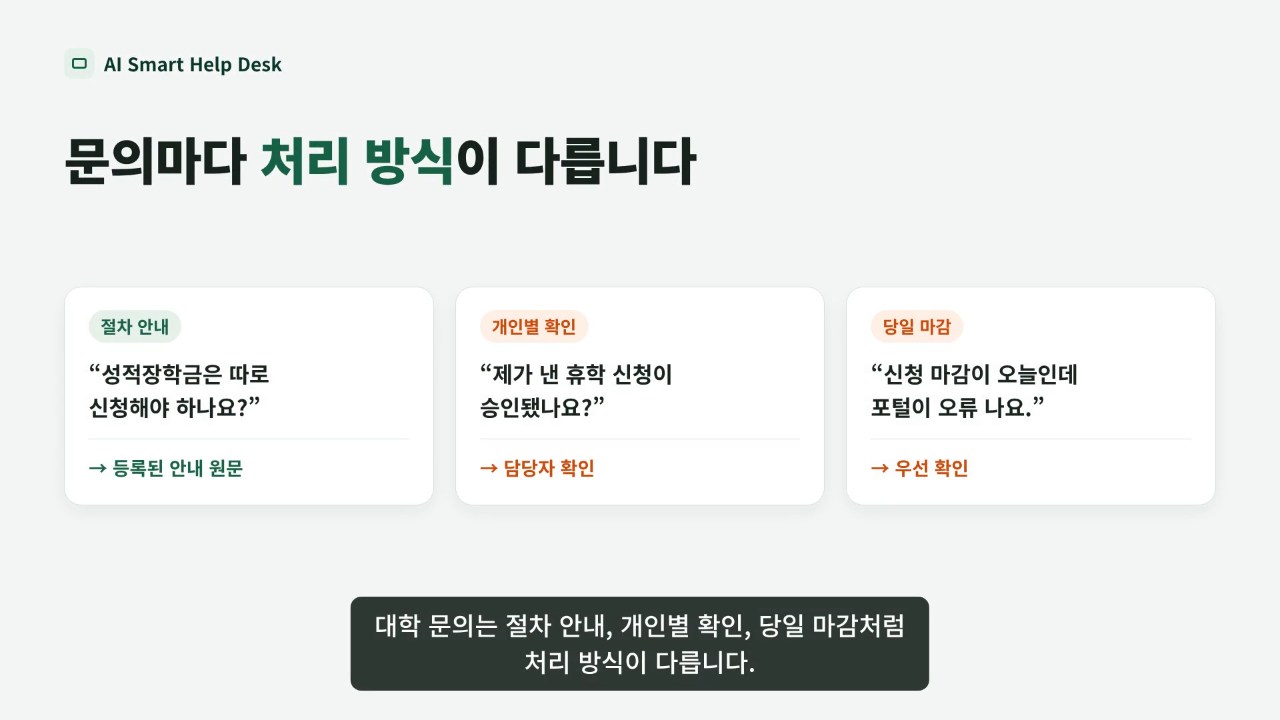 AI Smart Help Desk
문의마다 처리 방식이 다릅니다
절차 안내
“성적장학금은 따로
신청해야 하나요?”
→ 등록된 안내 원문
개인별 확인
“제가 낸 휴학 신청이
승인됐나요?”
→ 담당자 확인
당일 마감
“신청 마감이 오늘인데
포털이 오류 나요.”
→ 우선 확인
대학 문의는 절차 안내, 개인별 확인, 당일 마감처럼
처리 방식이 다릅니다.